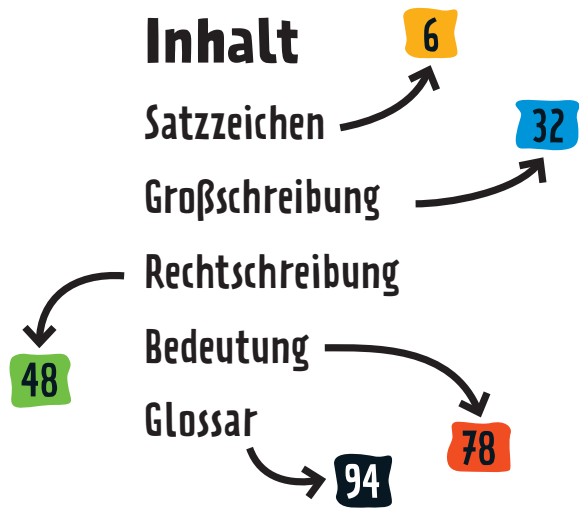 Inhalt
6
Satzzeichen
32
Großschreibung
Rechtschreibung
48
Bedeutung
78
Glossar
94